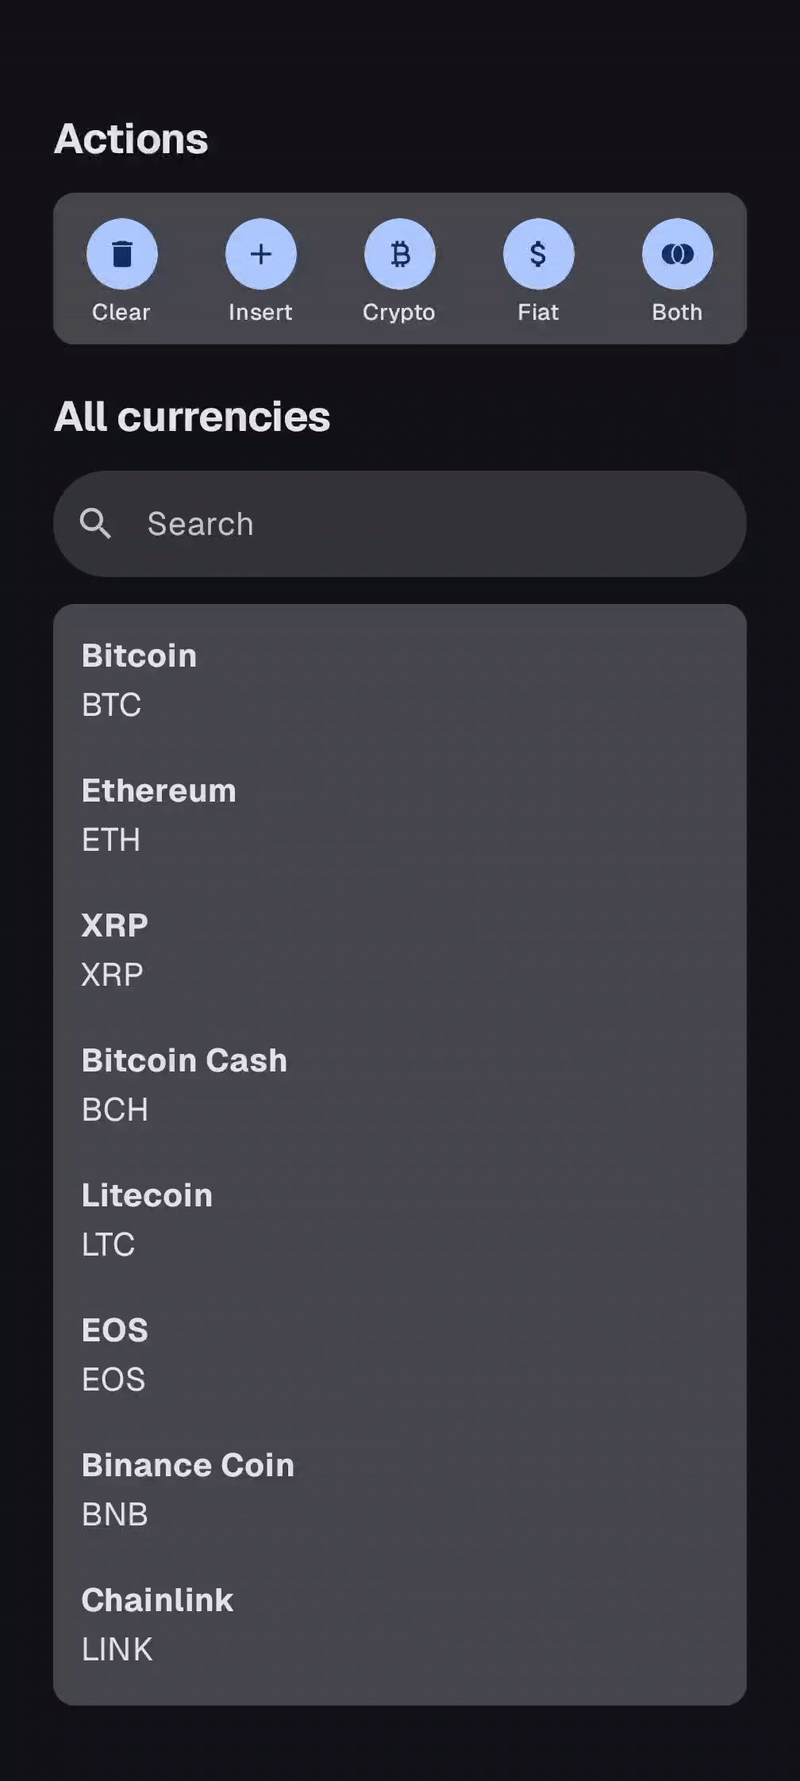 Actions
Clear
Insert
Crypto
Fiat
Both
All currencies
Search
Bitcoin
BTC
Ethereum
ETH
XRP
XRP
Bitcoin Cash
BCH
Litecoin
LTC
EOS
EOS
Binance Coin
BNB
Chainlink
LINK